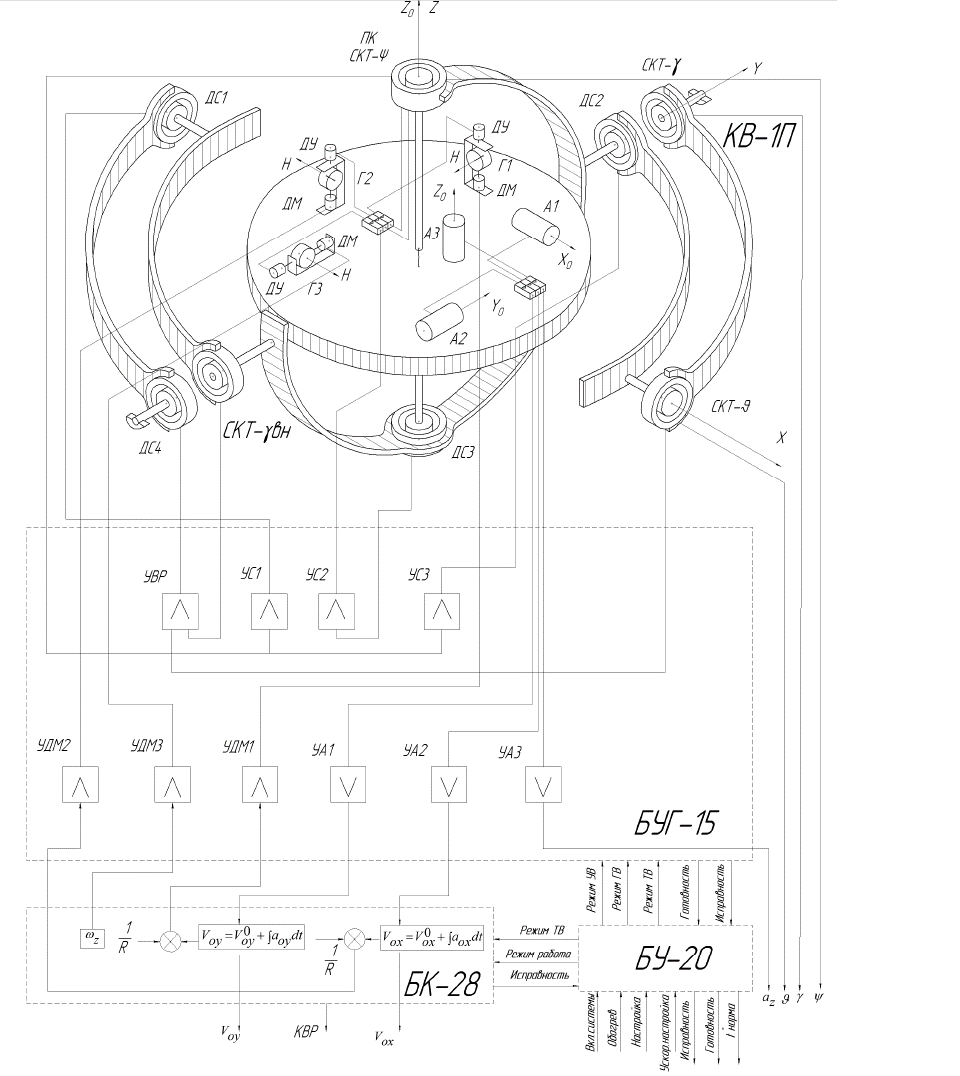 Z₀ Z
ПК
СКТ-ψ
СКТ-γ
Y
ДС1
ДС2
КВ-1П
ДУ
ДУ
Н
Г1
Н
Г2
ДМ
ДМ
Z₀
А1
А3
X₀
ДМ
ДУ
Г3
Н
Y₀
А2
СКТ-ϑ
X
СКТ-γвн
ДС4
ДС3
УВР
УС1
УС2
УС3
УДМ2
УДМ3
УДМ1
УА1
УА2
УА3
БУГ-15
Режим УВ
Режим ГВ
Режим ТВ
Готовность
Исправность
ω_z
1/R
V_oy=V⁰_oy+∫a_oy dt
1/R
V_ox=V⁰_ox+∫a_ox dt
Режим ТВ
Режим работа
Исправность
БУ-20
БК-28
a_z ϑ γ ψ
V_oy
КВР
V_ox
Вкл.системы
Обогрев
Настройка
Ускор.настройка
Исправность
Готовность
I норма